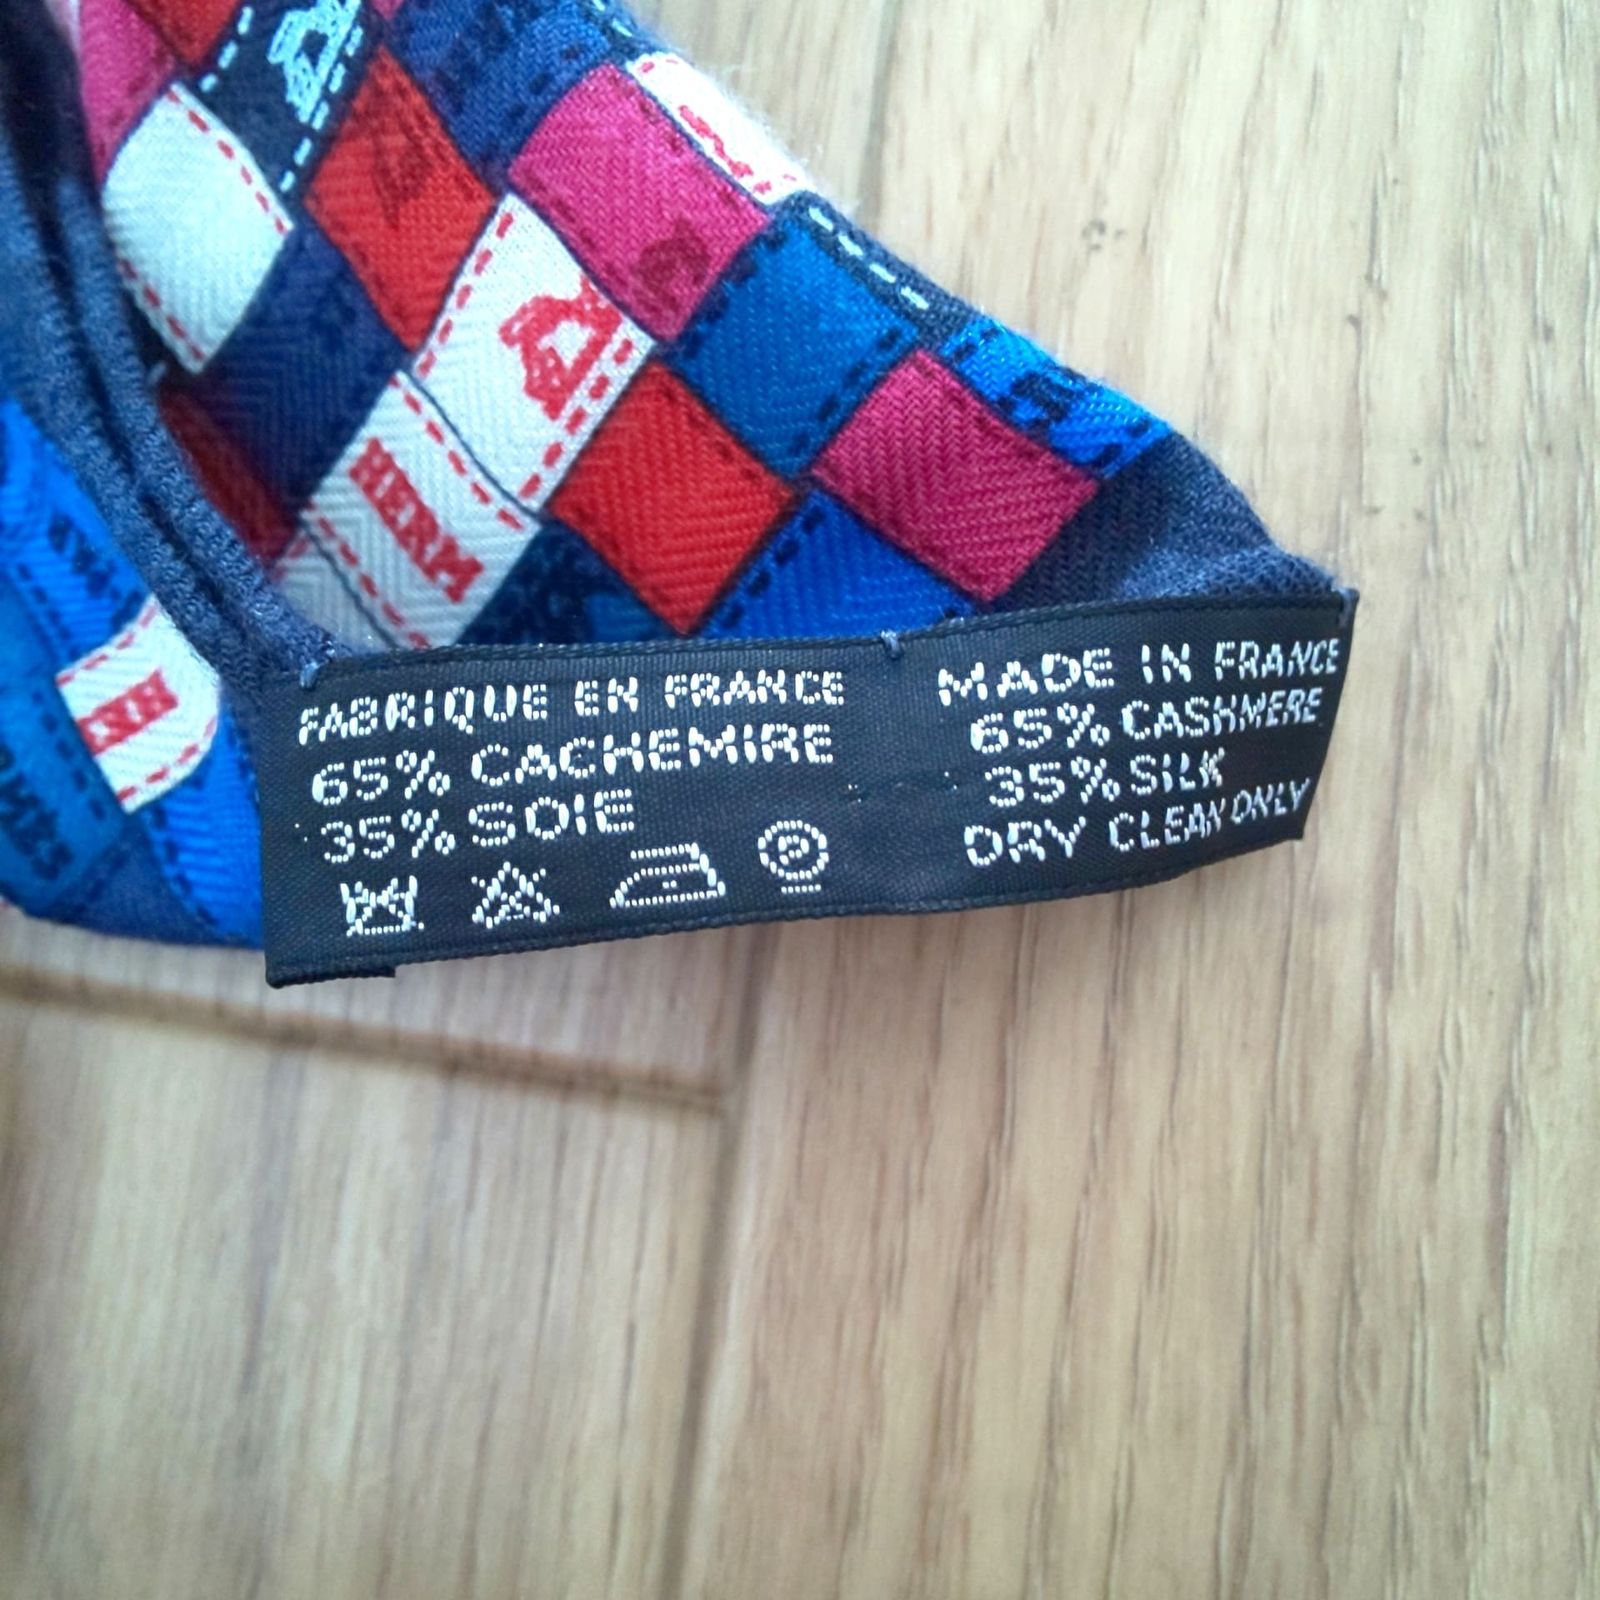 HERM
FABRIQUE EN FRANCE
65% CACHEMIRE
35% SOIE
P
MADE IN FRANCE
65% CASHMERE
35% SILK
DRY CLEAN ONLY